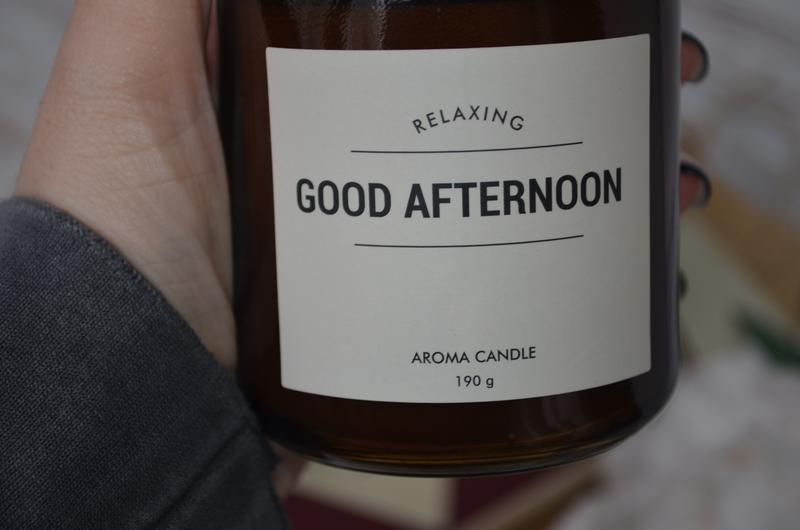 RELAXING
GOOD AFTERNOON
AROMA CANDLE
190 g